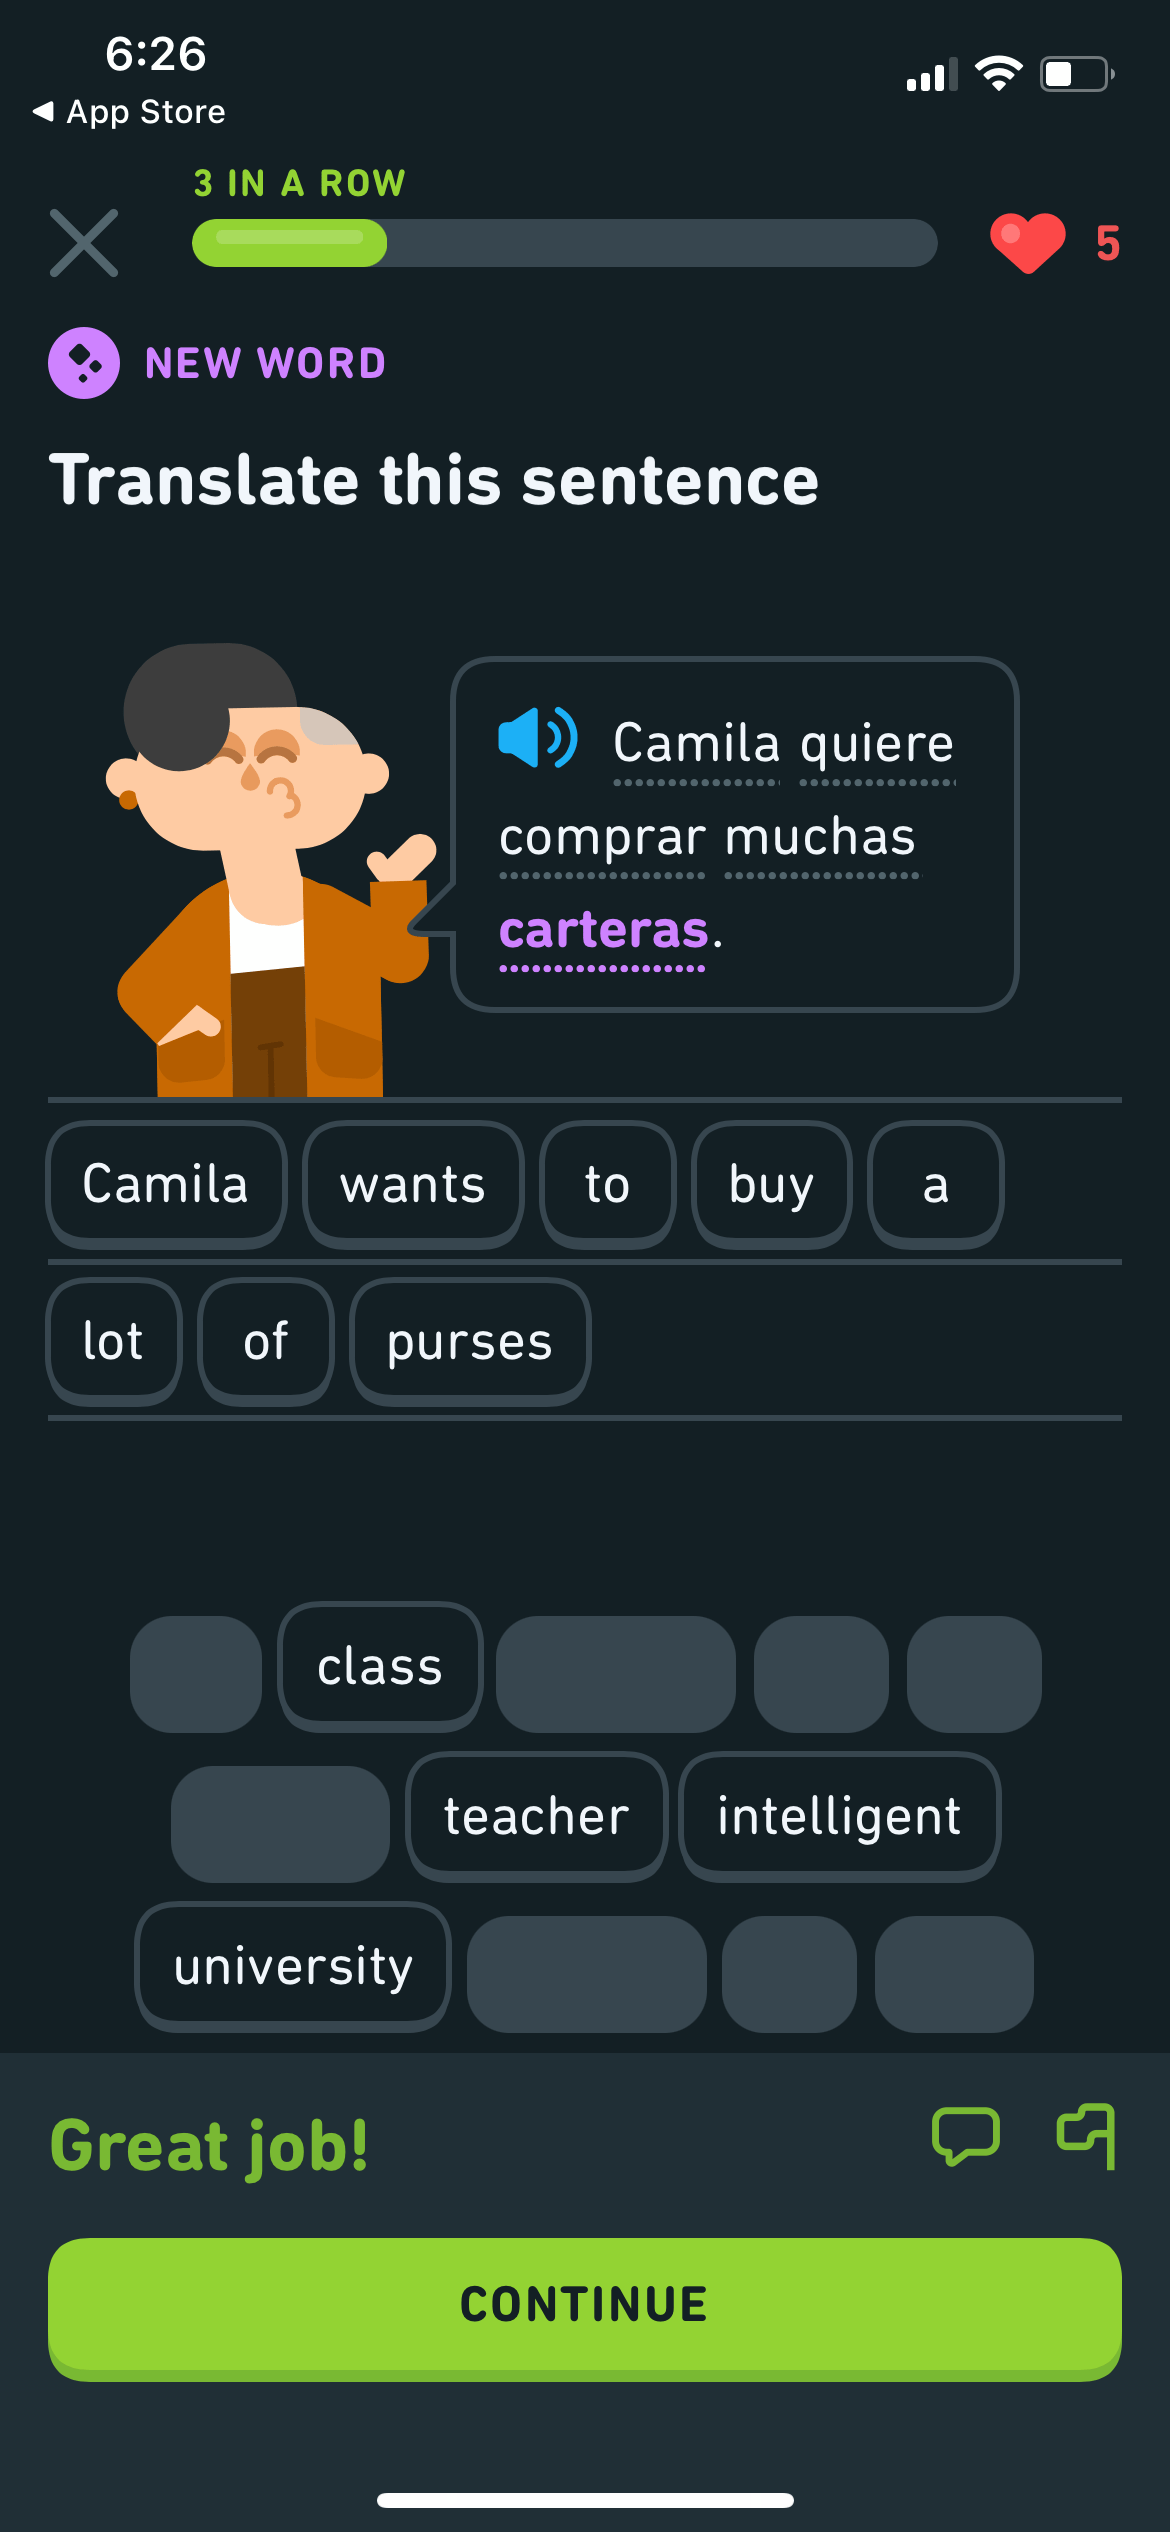 6:26
App Store
3 IN A ROW
5
NEW WORD
Translate this sentence
Camila quiere
comprar muchas
carteras.
Camila wants to buy a
lot of purses
class
teacher intelligent
university
Great job!
CONTINUE